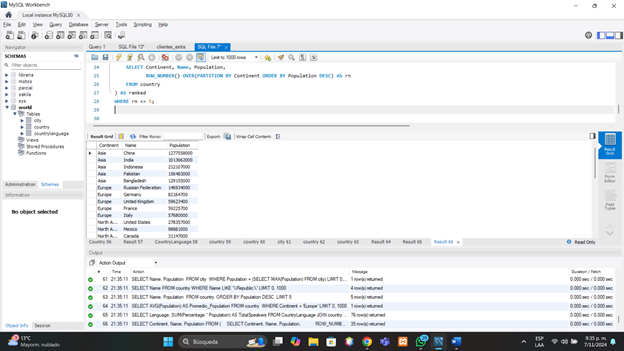 MySQL Workbench
Local instance MySQL80
File Edit View Query Database Server Tools Scripting Help
Navigator
SCHEMAS
Filter objects
libreria
motos
parcial
sakila
sys
world
Tables
city
country
countrylanguage
Views
Stored Procedures
Functions
Administration Schemas
Information
No object selected
Object Info Session
Query 1 SQL File 13* clientes_extra SQL File 7*
Limit to 1000 rows
24 SELECT Continent, Name, Population,
25 ROW_NUMBER() OVER(PARTITION BY Continent ORDER BY Population DESC) AS rn
26 FROM country
27 ) AS ranked
28 WHERE rn <= 5;
29
30
Result Grid Filter Rows: Export: Wrap Cell Content:
Continent Name Population
Asia China 1277558000
Asia India 1013662000
Asia Indonesia 212107000
Asia Pakistan 156483000
Asia Bangladesh 129155000
Europe Russian Federation 146934000
Europe Germany 82164700
Europe United Kingdom 59623400
Europe France 59225700
Europe Italy 57680000
North A... United States 278357000
North A... Mexico 98881000
North A... Canada 31147000
Result Grid
Form Editor
Field Types
Country 56 Result 57 CountryLanguage 58 country 59 country 60 city 61 country 62 country 63 Result 64 Result 65 Result 66 Read Only
Output
Action Output
# Time Action Message Duration / Fetch
61 21:35:11 SELECT Name, Population FROM city WHERE Population = (SELECT MAX(Population) FROM city) LIMIT 0,... 1 row(s) returned 0.000 sec / 0.000 sec
62 21:35:11 SELECT Name FROM country WHERE Name LIKE '%Republic%' LIMIT 0, 1000 4 row(s) returned 0.000 sec / 0.000 sec
63 21:35:11 SELECT Name, Population FROM country ORDER BY Population DESC LIMIT 5 5 row(s) returned 0.000 sec / 0.000 sec
64 21:35:11 SELECT AVG(Population) AS Promedio_Population FROM country WHERE Continent = 'Europe' LIMIT 0, 1000 1 row(s) returned 0.000 sec / 0.000 sec
65 21:35:11 SELECT Language, SUM(Percentage * Population) AS TotalSpeakers FROM CountryLanguage JOIN country ... 76 row(s) returned 0.000 sec / 0.000 sec
66 21:35:11 SELECT Continent, Name, Population FROM ( SELECT Continent, Name, Population, ROW_NUMB... row(s) returned 0.000 sec / 0.000 sec
13°C
Mayorm. nublado
Búsqueda
ESP
LAA
9:35 p. m.
7/11/2024